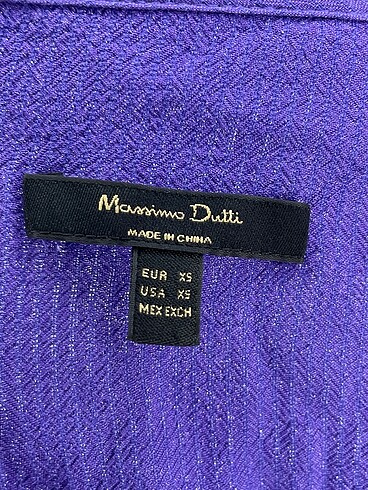 Massimo Dutti
MADE IN CHINA
EUR XS
USA XS
MEX EXCH